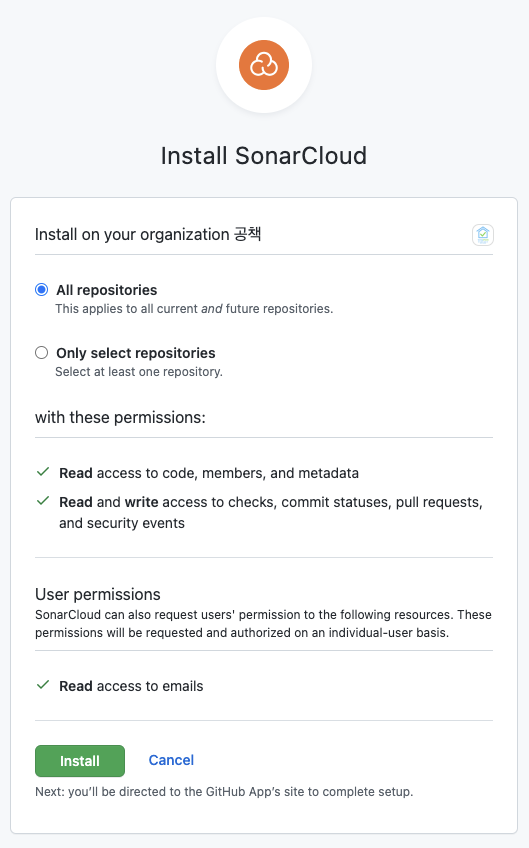 Install SonarCloud
Install on your organization 공책
All repositories
This applies to all current and future repositories.
Only select repositories
Select at least one repository.
with these permissions:
Read access to code, members, and metadata
Read and write access to checks, commit statuses, pull requests,
and security events
User permissions
SonarCloud can also request users' permission to the following resources. These
permissions will be requested and authorized on an individual-user basis.
Read access to emails
Install Cancel
Next: you’ll be directed to the GitHub App’s site to complete setup.